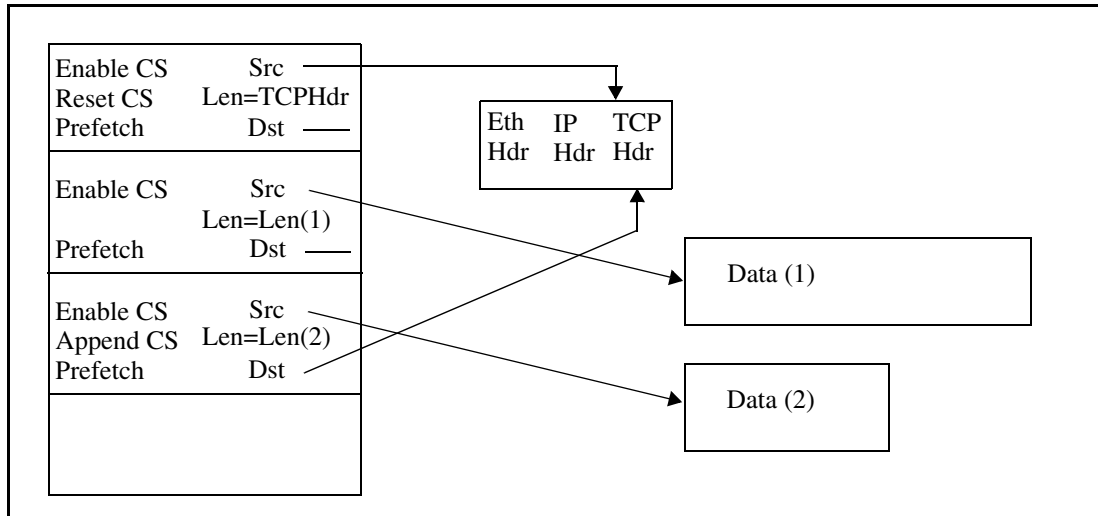 Enable CS Src
Reset CS Len=TCPHdr
Prefetch Dst
Eth IP TCP
Hdr Hdr Hdr
Enable CS Src
Len=Len(1)
Prefetch Dst
Data (1)
Enable CS Src
Append CS Len=Len(2)
Prefetch Dst
Data (2)